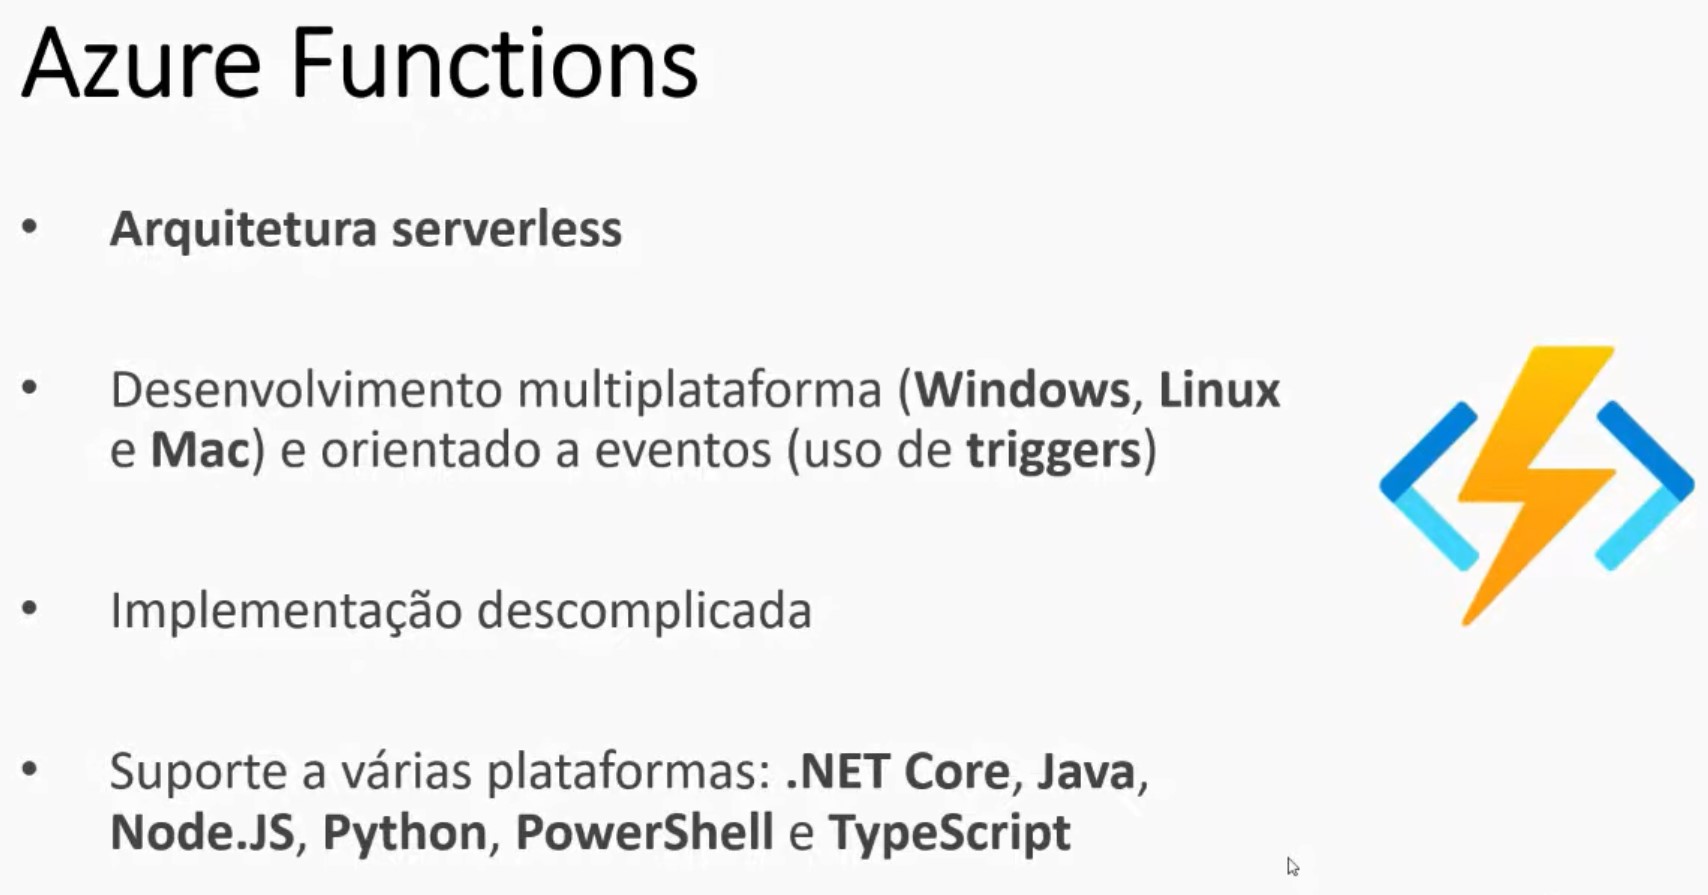 Azure Functions
• Arquitetura serverless
• Desenvolvimento multiplataforma (Windows, Linux
e Mac) e orientado a eventos (uso de triggers)
• Implementação descomplicada
• Suporte a várias plataformas: .NET Core, Java,
Node.JS, Python, PowerShell e TypeScript